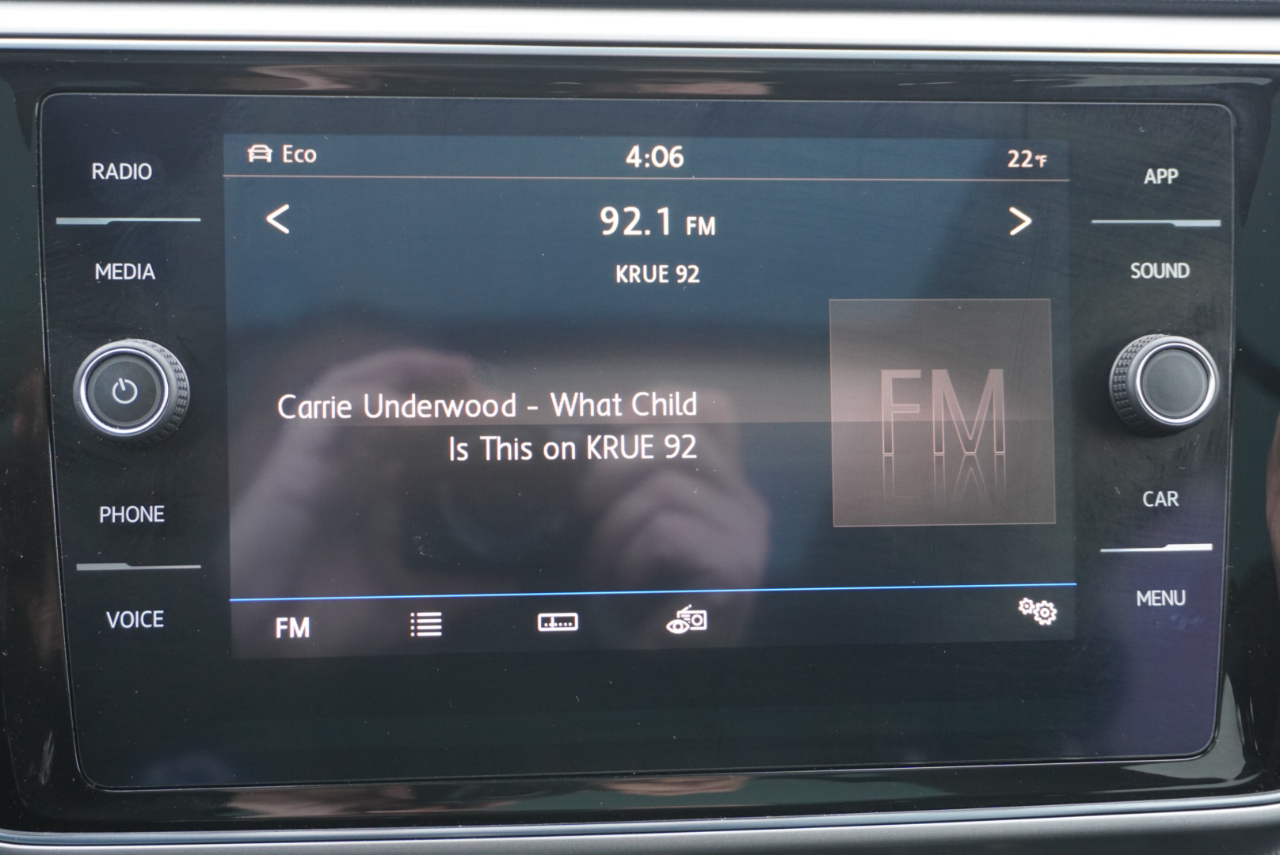 RADIO
MEDIA
PHONE
VOICE
Eco
4:06
22°F
92.1 FM
KRUE 92
Carrie Underwood - What Child
Is This on KRUE 92
FM
FM
APP
SOUND
CAR
MENU